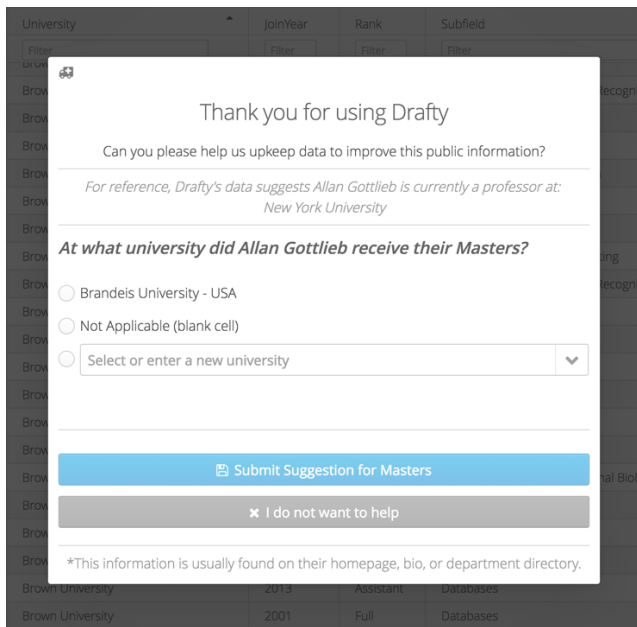 University JoinYear Rank Subfield
Filter Filter Filter Filter
Thank you for using Drafty
Can you please help us upkeep data to improve this public information?
For reference, Drafty's data suggests Allan Gottlieb is currently a professor at:
New York University
At what university did Allan Gottlieb receive their Masters?
Brandeis University - USA
Not Applicable (blank cell)
Select or enter a new university
Submit Suggestion for Masters
I do not want to help
*This information is usually found on their homepage, bio, or department directory.
Brown University 2013 Assistant Databases
Brown University 2001 Full Databases